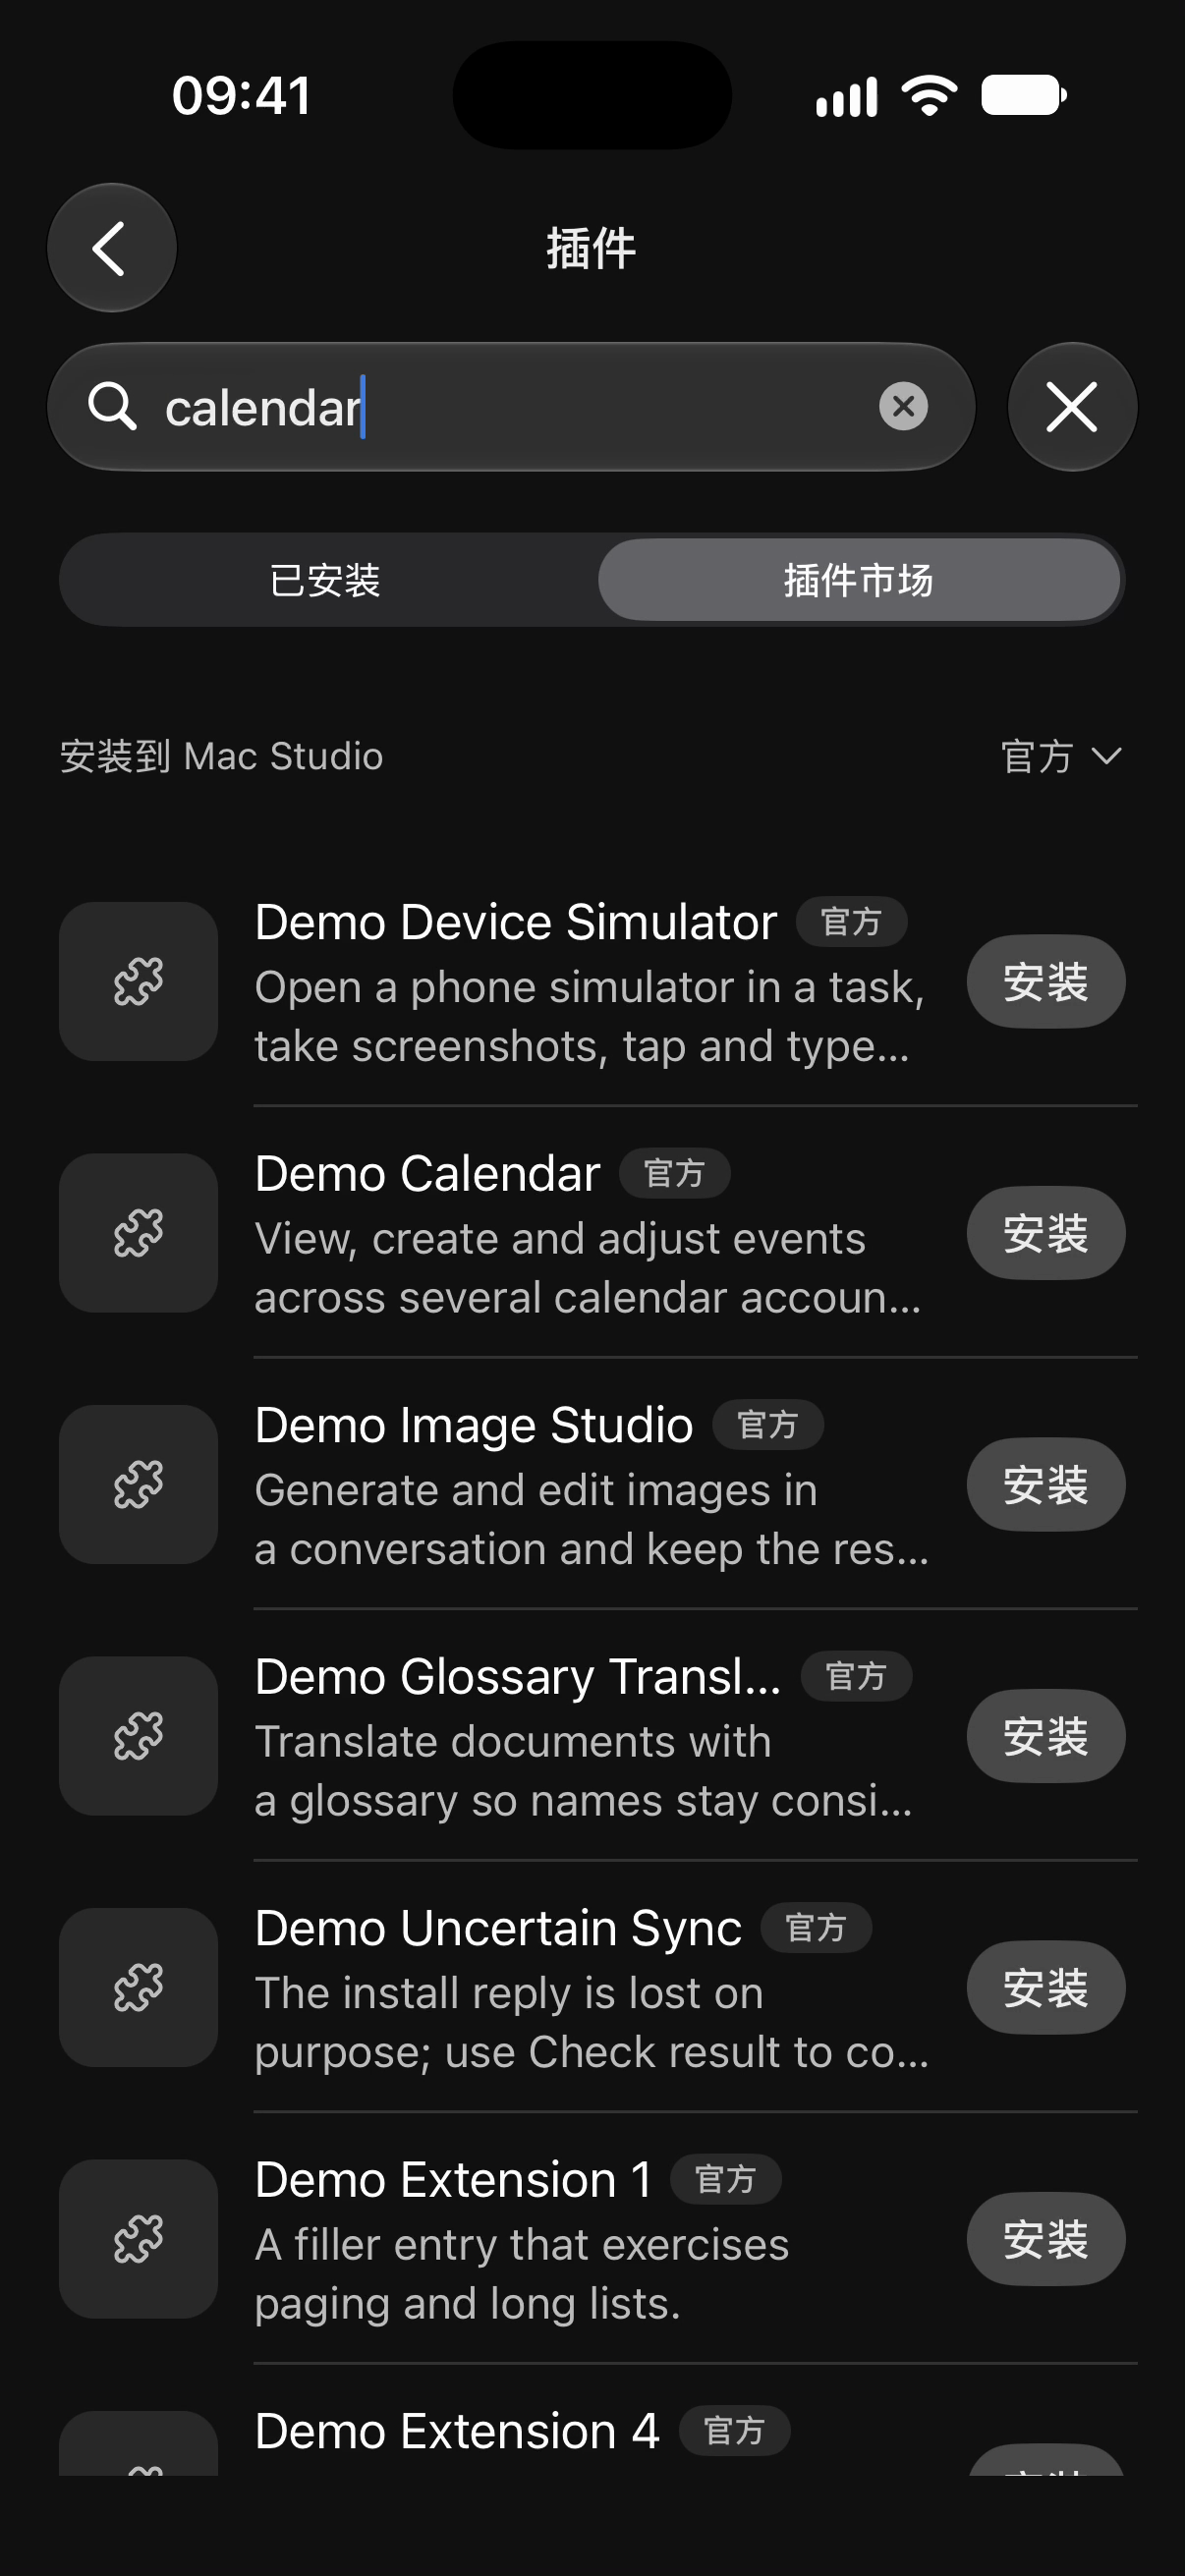 09:41
插件
calendar
已安装
插件市场
安装到 Mac Studio
官方
Demo Device Simulator 官方
Open a phone simulator in a task,
take screenshots, tap and type...
安装
Demo Calendar 官方
View, create and adjust events
across several calendar accoun...
安装
Demo Image Studio 官方
Generate and edit images in
a conversation and keep the res...
安装
Demo Glossary Transl... 官方
Translate documents with
a glossary so names stay consi...
安装
Demo Uncertain Sync 官方
The install reply is lost on
purpose; use Check result to co...
安装
Demo Extension 1 官方
A filler entry that exercises
paging and long lists.
安装
Demo Extension 4 官方